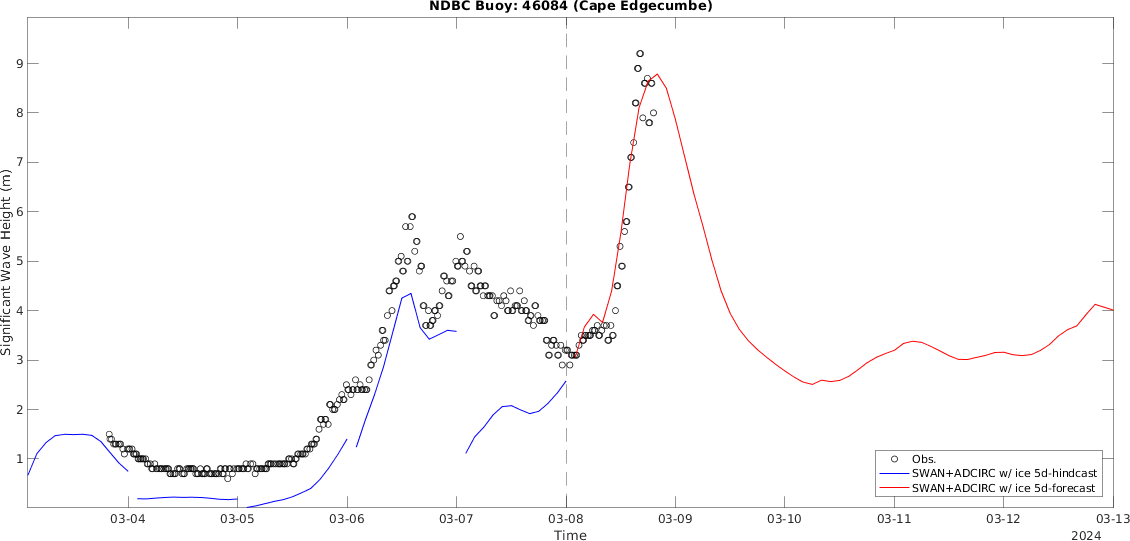 NDBC Buoy: 46084 (Cape Edgecumbe)
Significant Wave Height (m)
9
8
7
6
5
4
3
2
1
Obs.
SWAN+ADCIRC w/ ice 5d-hindcast
SWAN+ADCIRC w/ ice 5d-forecast
03-04 03-05 03-06 03-07 03-08 03-09 03-10 03-11 03-12 03-13
Time
2024